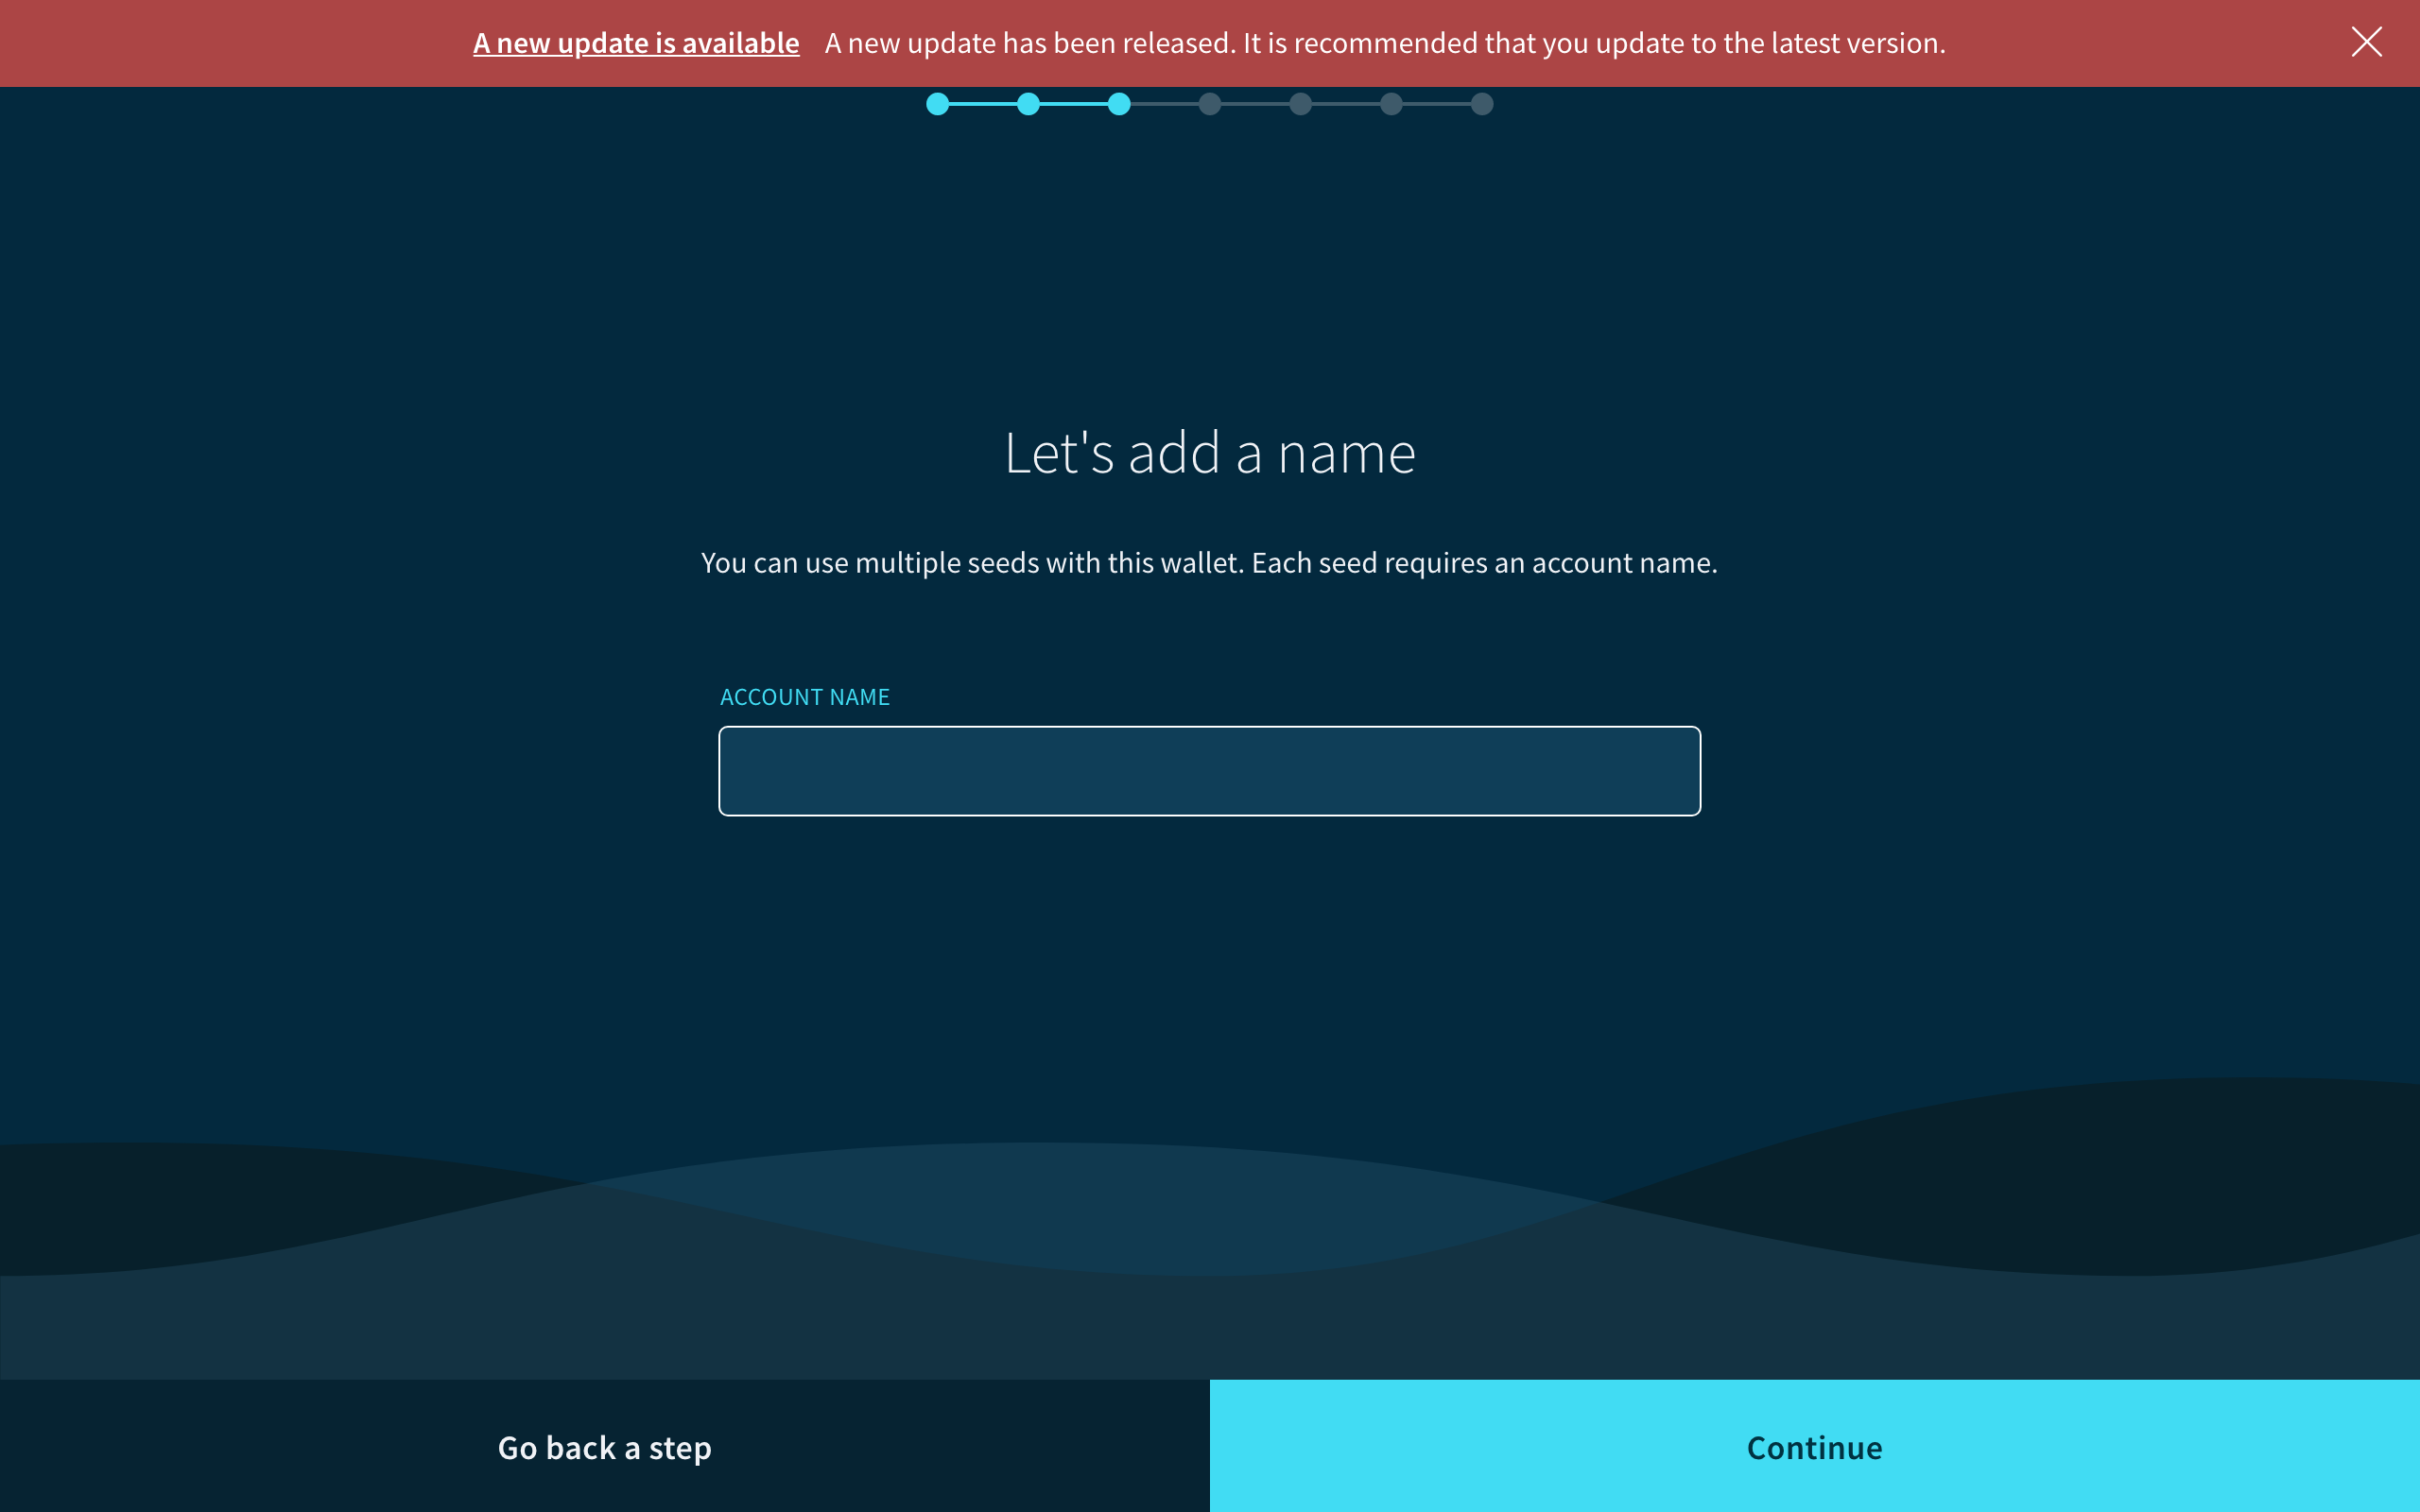 A new update is available A new update has been released. It is recommended that you update to the latest version.
Let's add a name
You can use multiple seeds with this wallet. Each seed requires an account name.
ACCOUNT NAME
Go back a step
Continue